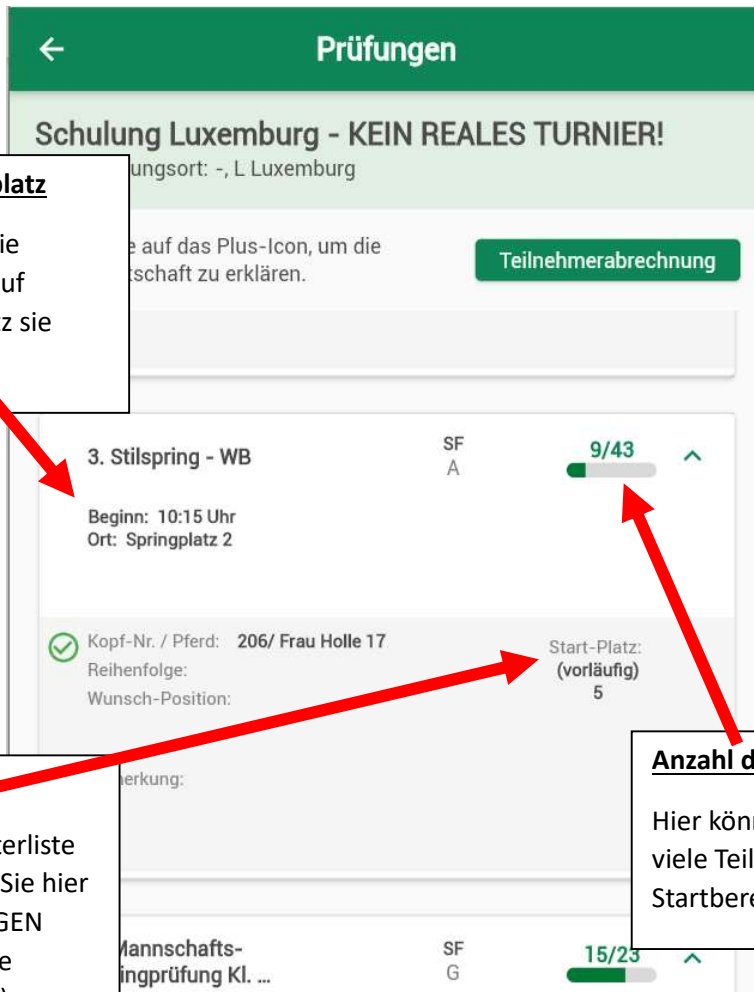 Prüfungen
Schulung Luxemburg - KEIN REALES TURNIER!
ungsort: -, L Luxemburg
platz
ie
uf
z sie
auf das Plus-Icon, um die
tschaft zu erklären.
Teilnehmerabrechnung
3. Stilspring - WB
SF
A
9/43
Beginn: 10:15 Uhr
Ort: Springplatz 2
Kopf-Nr. / Pferd: 206/ Frau Holle 17
Reihenfolge:
Wunsch-Position:
Start-Platz:
(vorläufig)
5
erkung:
Anzahl d
Hier könn
viele Teil
Startbere
erliste
Sie hier
GEN
e
Mannschafts-
ingprüfung Kl. ...
SF
G
15/23